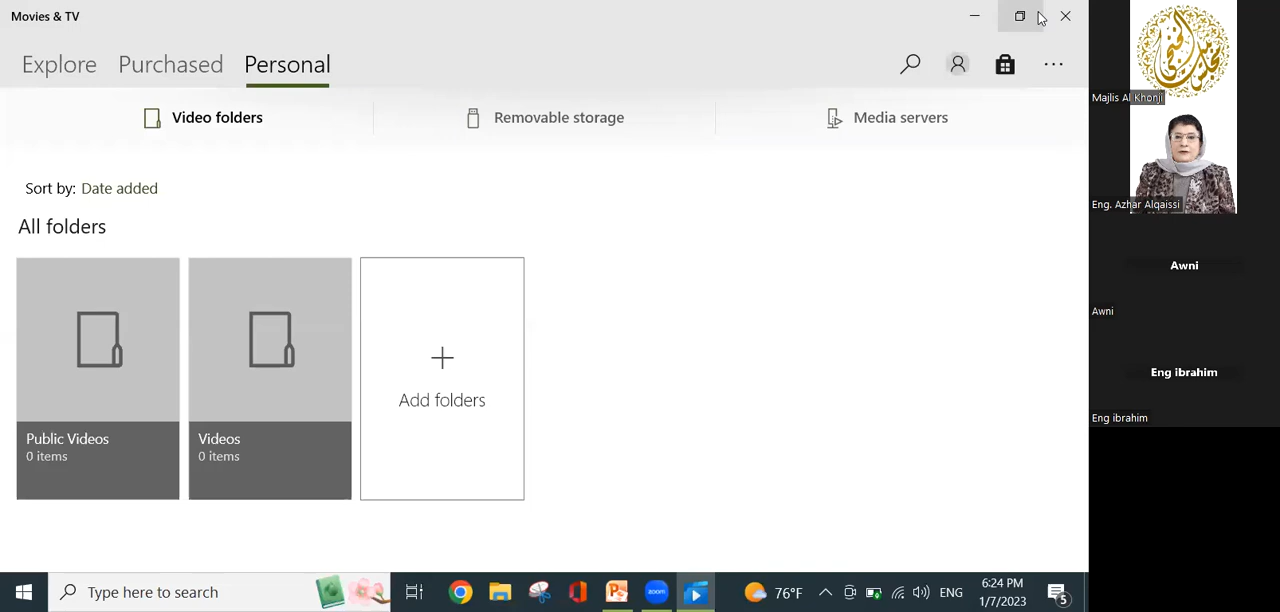 Movies & TV
Explore
Purchased
Personal
Video folders
Removable storage
Media servers
Sort by: Date added
All folders
Public Videos
0 items
Videos
0 items
Add folders
Type here to search
zoom
76°F
ENG
6:24 PM
1/7/2023
5
Majlis Al Khonji
Eng. Azhar Alqaissi
Awni
Awni
Eng ibrahim
Eng ibrahim